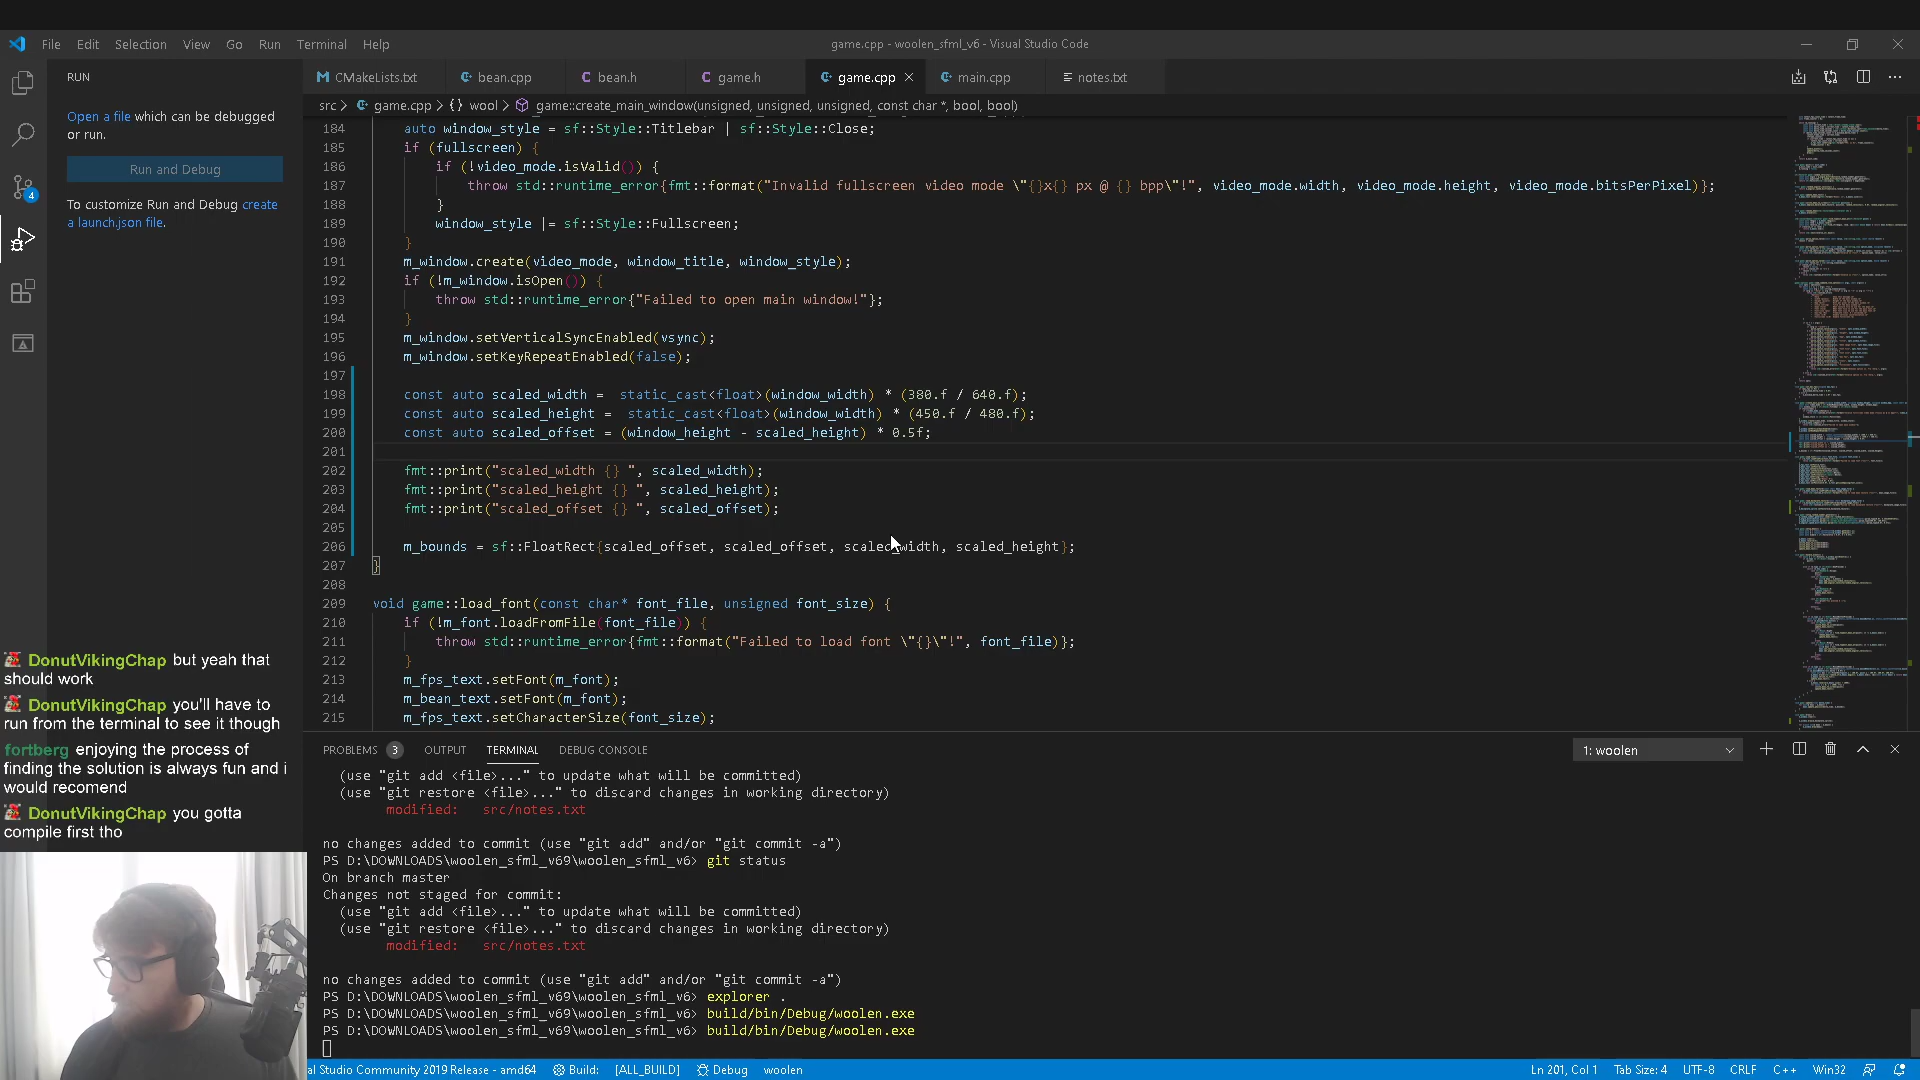 File Edit Selection View Go Run Terminal Help
game.cpp - woolen_sfml_v6 - Visual Studio Code
RUN
Open a file which can be debugged
or run.
Run and Debug
To customize Run and Debug create
a launch.json file.
4
CMakeLists.txt bean.cpp bean.h game.h game.cpp main.cpp notes.txt
src > game.cpp > {} wool > game::create_main_window(unsigned, unsigned, unsigned, const char *, bool, bool)
184 auto window_style = sf::Style::Titlebar | sf::Style::Close;
185 if (fullscreen) {
186 if (!video_mode.isValid()) {
187 throw std::runtime_error{fmt::format("Invalid fullscreen video mode \"{}x{} px @ {} bpp\"!", video_mode.width, video_mode.height, video_mode.bitsPerPixel)};
188 }
189 window_style |= sf::Style::Fullscreen;
190 }
191 m_window.create(video_mode, window_title, window_style);
192 if (!m_window.isOpen()) {
193 throw std::runtime_error{"Failed to open main window!"};
194 }
195 m_window.setVerticalSyncEnabled(vsync);
196 m_window.setKeyRepeatEnabled(false);
197
198 const auto scaled_width =  static_cast<float>(window_width) * (380.f / 640.f);
199 const auto scaled_height =  static_cast<float>(window_width) * (450.f / 480.f);
200 const auto scaled_offset = (window_height - scaled_height) * 0.5f;
201
202 fmt::print("scaled_width {} ", scaled_width);
203 fmt::print("scaled_height {} ", scaled_height);
204 fmt::print("scaled_offset {} ", scaled_offset);
205
206 m_bounds = sf::FloatRect{scaled_offset, scaled_offset, scaled_width, scaled_height};
207 }
208
209 void game::load_font(const char* font_file, unsigned font_size) {
210 if (!m_font.loadFromFile(font_file)) {
211 throw std::runtime_error{fmt::format("Failed to load font \"{}\"!", font_file)};
212 }
213 m_fps_text.setFont(m_font);
214 m_bean_text.setFont(m_font);
215 m_fps_text.setCharacterSize(font_size);
DonutVikingChap but yeah that
should work
DonutVikingChap you'll have to
run from the terminal to see it though
fortberg enjoying the process of
finding the solution is always fun and i
would recomend
DonutVikingChap you gotta
compile first tho
PROBLEMS 3 OUTPUT TERMINAL DEBUG CONSOLE
1: woolen
(use "git add <file>..." to update what will be committed)
(use "git restore <file>..." to discard changes in working directory)
modified: src/notes.txt
no changes added to commit (use "git add" and/or "git commit -a")
PS D:\DOWNLOADS\woolen_sfml_v69\woolen_sfml_v6> git status
On branch master
Changes not staged for commit:
(use "git add <file>..." to update what will be committed)
(use "git restore <file>..." to discard changes in working directory)
modified: src/notes.txt
no changes added to commit (use "git add" and/or "git commit -a")
PS D:\DOWNLOADS\woolen_sfml_v69\woolen_sfml_v6> explorer .
PS D:\DOWNLOADS\woolen_sfml_v69\woolen_sfml_v6> build/bin/Debug/woolen.exe
PS D:\DOWNLOADS\woolen_sfml_v69\woolen_sfml_v6> build/bin/Debug/woolen.exe
al Studio Community 2019 Release - amd64 Build: [ALL_BUILD] Debug woolen
Ln 201, Col 1 Tab Size: 4 UTF-8 CRLF C++ Win32